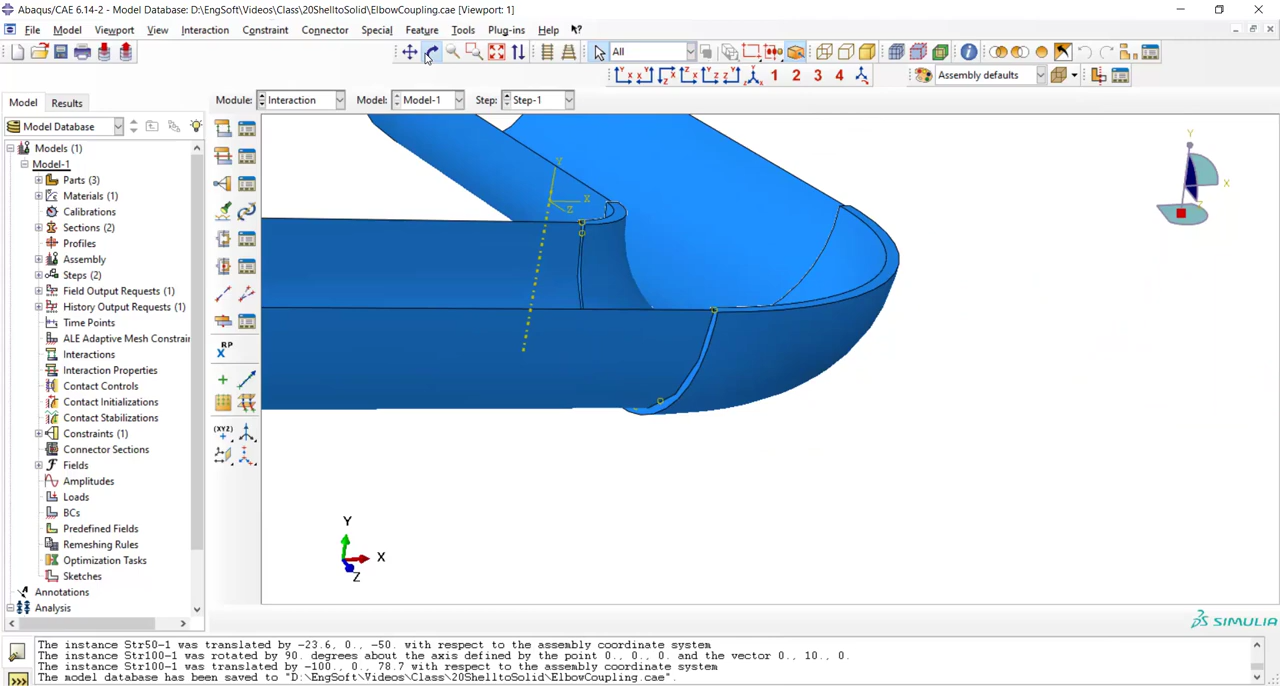 Abaqus/CAE 6.14-2 - Model Database: D:\EngSoft\Videos\Class\20ShelltoSolid\ElbowCoupling.cae [Viewport: 1]
File Model Viewport View Interaction Constraint Connector Special Feature Tools Plug-ins Help
All
1 2 3 4
Assembly defaults
Model Results
Module: Interaction Model: Model-1 Step: Step-1
Model Database
Models (1)
Model-1
Parts (3)
Materials (1)
Calibrations
Sections (2)
Profiles
Assembly
Steps (2)
Field Output Requests (1)
History Output Requests (1)
Time Points
ALE Adaptive Mesh Constrai
Interactions
Interaction Properties
Contact Controls
Contact Initializations
Contact Stabilizations
Constraints (1)
Connector Sections
Fields
Amplitudes
Loads
BCs
Predefined Fields
Remeshing Rules
Optimization Tasks
Sketches
Annotations
Analysis
RP
(XYZ)
Y
X
Z
Y
X
Y
X
Z
SIMULIA
The instance Str50-1 was translated by -23.6, 0., -50. with respect to the assembly coordinate system
The instance Str100-1 was rotated by 90. degrees about the axis defined by the point 0., 0., 0. and the vector 0., 10., 0.
The instance Str100-1 was translated by -100., 0., 78.7 with respect to the assembly coordinate system
The model database has been saved to "D:\EngSoft\Videos\Class\20ShelltoSolid\ElbowCoupling.cae".